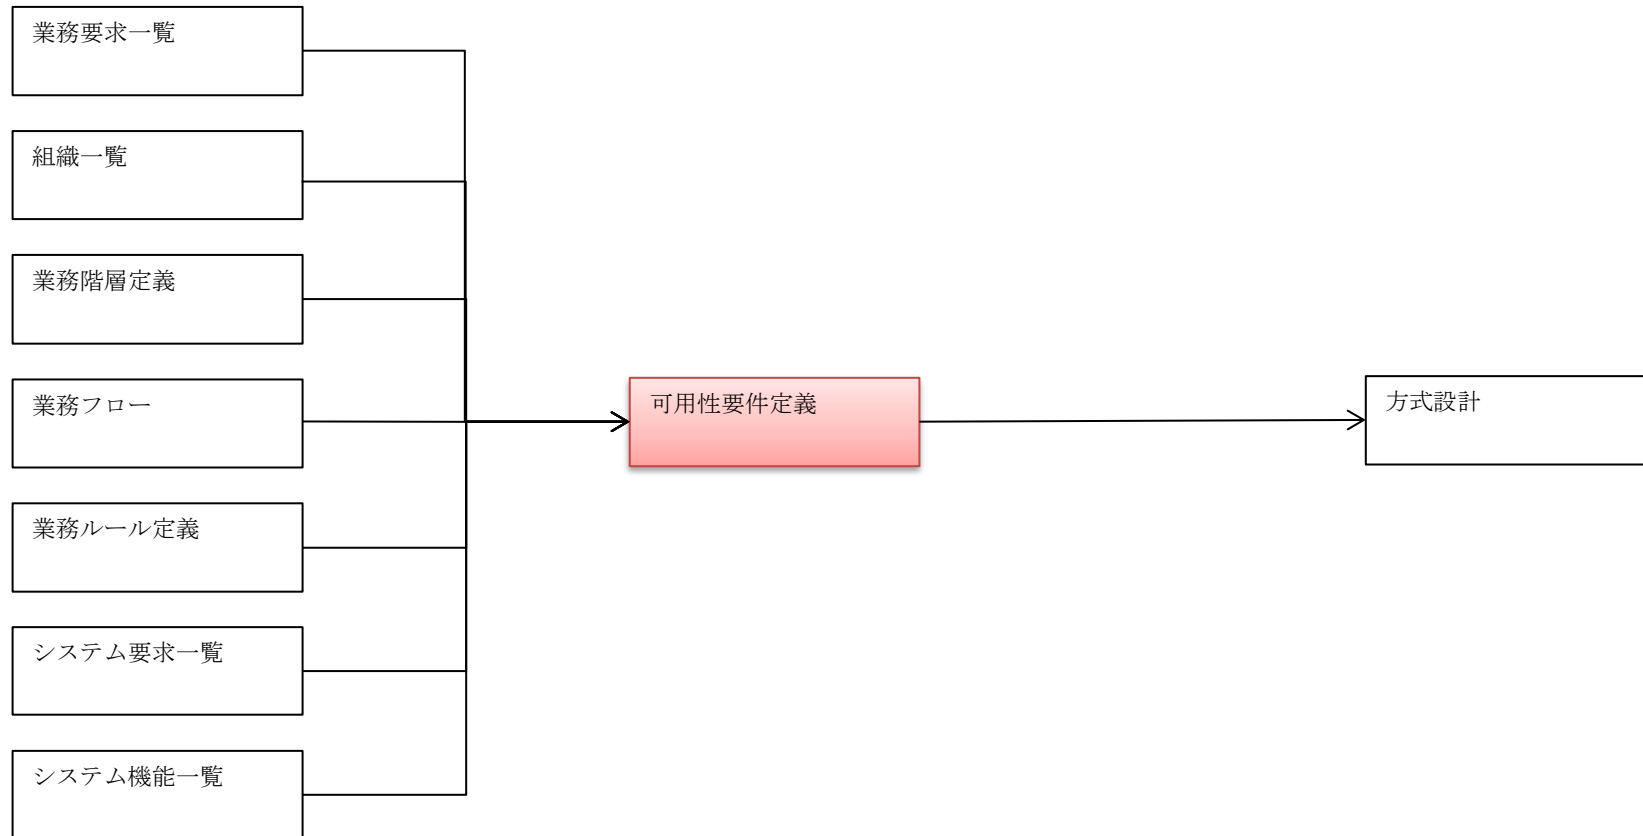 業務要求一覧
組織一覧
業務階層定義
業務フロー
可用性要件定義
方式設計
業務ルール定義
システム要求一覧
システム機能一覧